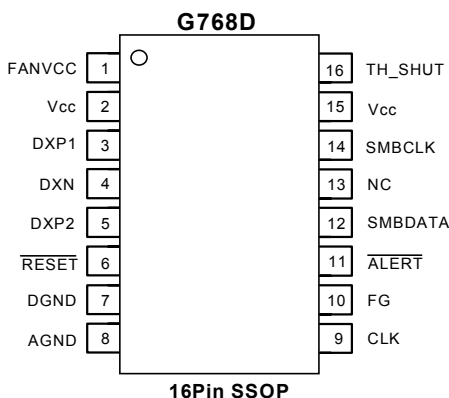 G768D
FANVCC 1 16 TH_SHUT
Vcc 2 15 Vcc
DXP1 3 14 SMBCLK
DXN 4 13 NC
DXP2 5 12 SMBDATA
RESET 6 11 ALERT
DGND 7 10 FG
AGND 8 9 CLK
16Pin SSOP